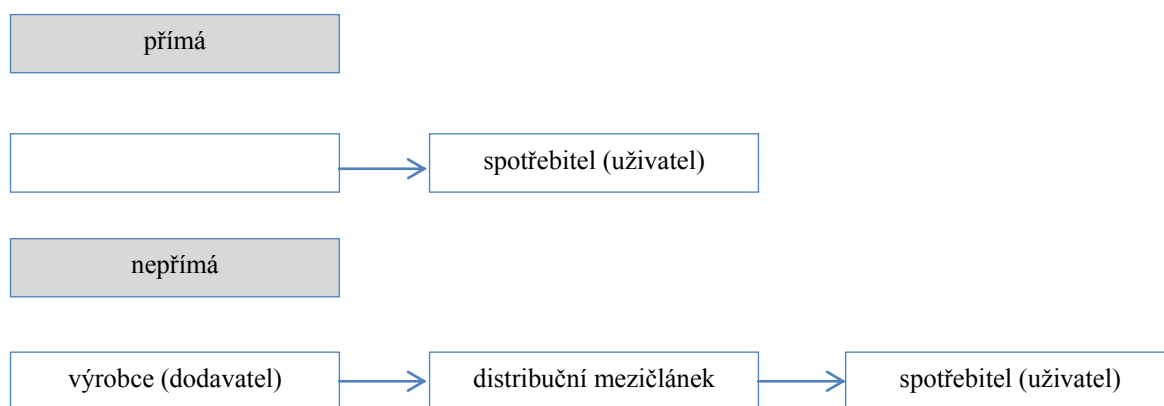 přímá
spotřebitel (uživatel)
nepřímá
výrobce (dodavatel)
distribuční mezičlánek
spotřebitel (uživatel)